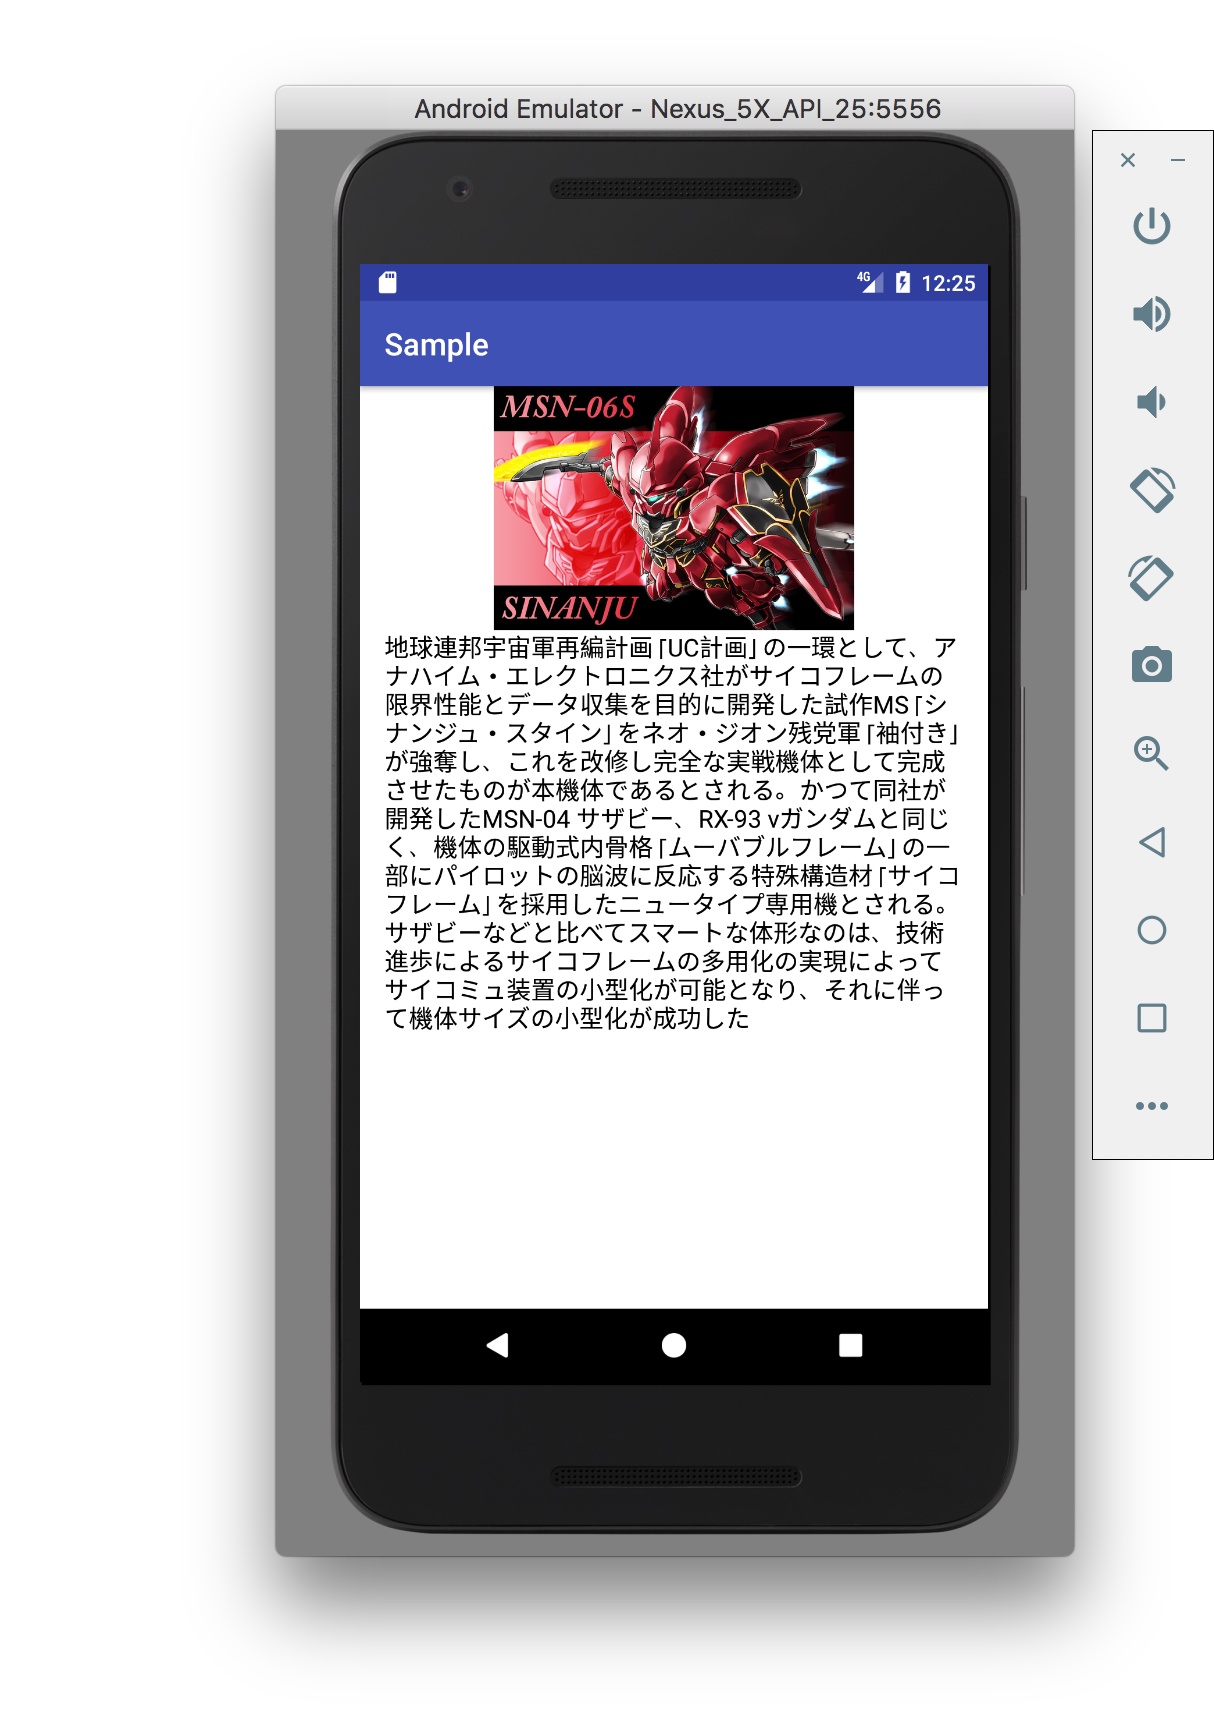 Android Emulator - Nexus_5X_API_25:5556
4G 12:25
Sample
MSN-06S
SINANJU
地球連邦宇宙軍再編計画「UC計画」の一環として、ア
ナハイム・エレクトロニクス社がサイコフレームの
限界性能とデータ収集を目的に開発した試作MS「シ
ナンジュ・スタイン」をネオ・ジオン残党軍「袖付き」
が強奪し、これを改修し完全な実戦機体として完成
させたものが本機体であるとされる。かつて同社が
開発したMSN-04 サザビー、RX-93 νガンダムと同じ
く、機体の駆動式内骨格「ムーバブルフレーム」の一
部にパイロットの脳波に反応する特殊構造材「サイコ
フレーム」を採用したニュータイプ専用機とされる。
サザビーなどと比べてスマートな体形なのは、技術
進歩によるサイコフレームの多用化の実現によって
サイコミュ装置の小型化が可能となり、それに伴っ
て機体サイズの小型化が成功した